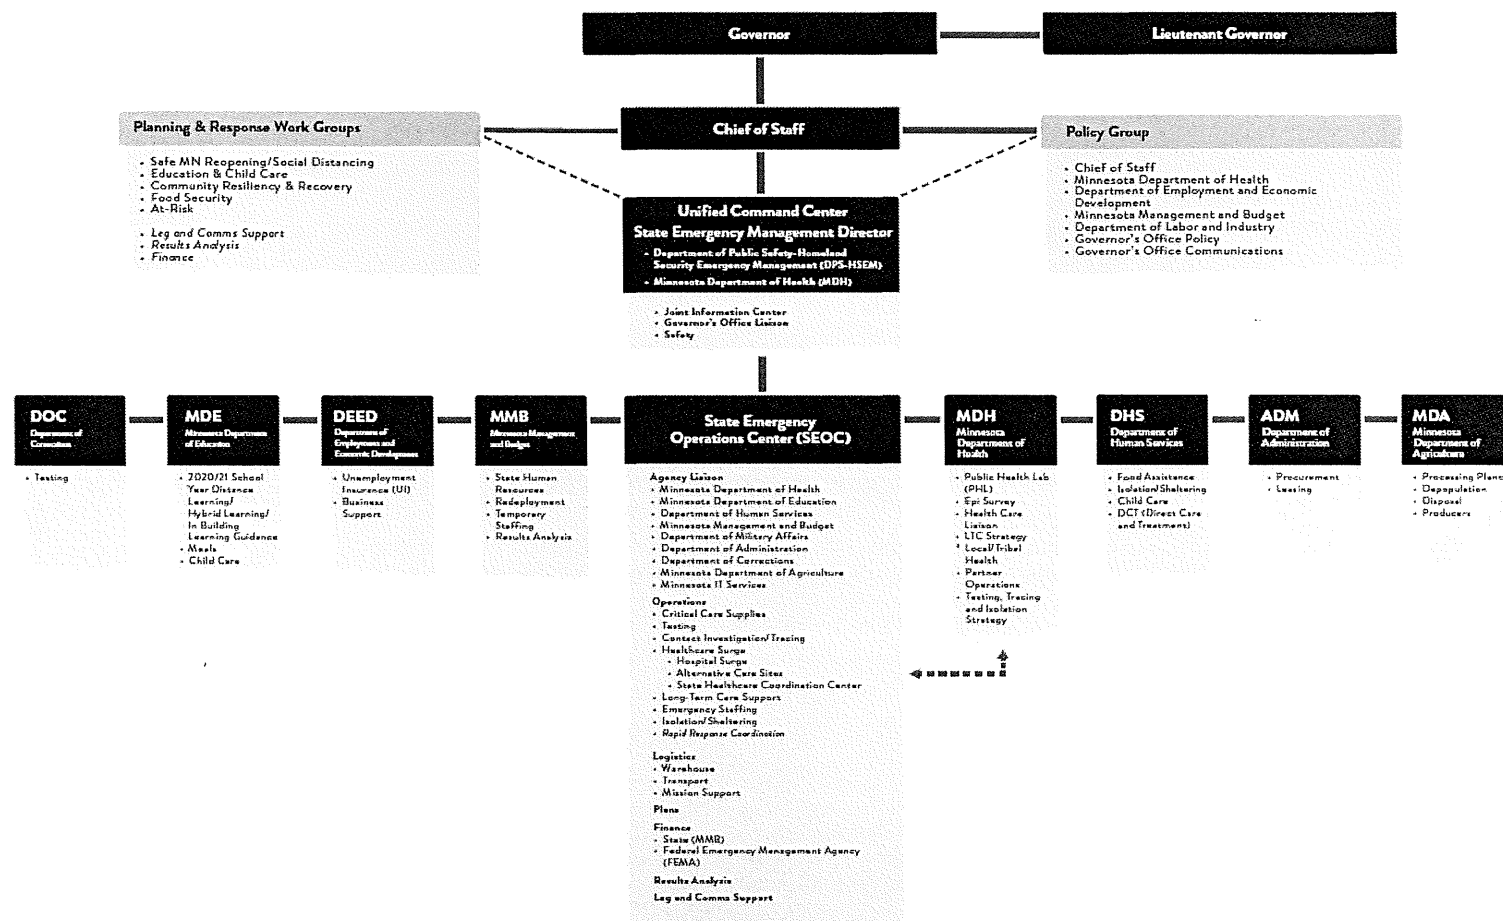 Governor
Lieutenant Governor
Planning & Response Work Groups
• Safe MN Reopening/Social Distancing
• Education & Child Care
• Community Resiliency & Recovery
• Food Security
• At-Risk
• Leg and Comms Support
• Results Analysis
• Finance
Chief of Staff
Policy Group
• Chief of Staff
• Minnesota Department of Health
• Department of Employment and Economic
Development
• Minnesota Management and Budget
• Department of Labor and Industry
• Governor's Office Policy
• Governor's Office Communications
Unified Command Center
State Emergency Management Director
• Department of Public Safety-Homeland
Security Emergency Management (DPS-HSEM)
• Minnesota Department of Health (MDH)
• Joint Information Center
• Governor's Office Liaison
• Safety
DOC
Department of
Corrections
• Testing
MDE
Minnesota Department
of Education
• 2020/21 School
Year Distance
Learning/
Hybrid Learning/
In Building
Learning Guidance
• Meals
• Child Care
DEED
Department of
Employment and
Economic Development
• Unemployment
Insurance (UI)
• Business
Support
MMB
Minnesota Management
and Budget
• State Human
Resources
• Redeployment
• Temporary
Staffing
• Results Analysis
State Emergency
Operations Center (SEOC)
Agency Liaison
• Minnesota Department of Health
• Minnesota Department of Education
• Department of Human Services
• Minnesota Management and Budget
• Department of Military Affairs
• Department of Administration
• Department of Corrections
• Minnesota Department of Agriculture
• Minnesota IT Services
Operations
• Critical Care Supplies
• Testing
• Contact Investigation/Tracing
• Healthcare Surge
• Hospital Surge
• Alternative Care Sites
• State Healthcare Coordination Center
• Long-Term Care Support
• Emergency Staffing
• Isolation/Sheltering
• Rapid Response Coordination
Logistics
• Warehouse
• Transport
• Mission Support
Plans
Finance
• State (MMB)
• Federal Emergency Management Agency
(FEMA)
Results Analysis
Leg and Comms Support
MDH
Minnesota
Department of
Health
• Public Health Lab
(PHL)
• Epi Survey
• Health Care
Liaison
• LTC Strategy
• Local/Tribal
Health
• Partner
Operations
• Testing, Tracing
and Isolation
Strategy
DHS
Department of
Human Services
• Food Assistance
• Isolation/Sheltering
• Child Care
• DCT (Direct Care
and Treatment)
ADM
Department of
Administration
• Procurement
• Leasing
MDA
Minnesota
Department of
Agriculture
• Processing Plants
• Depopulation
• Disposal
• Producers